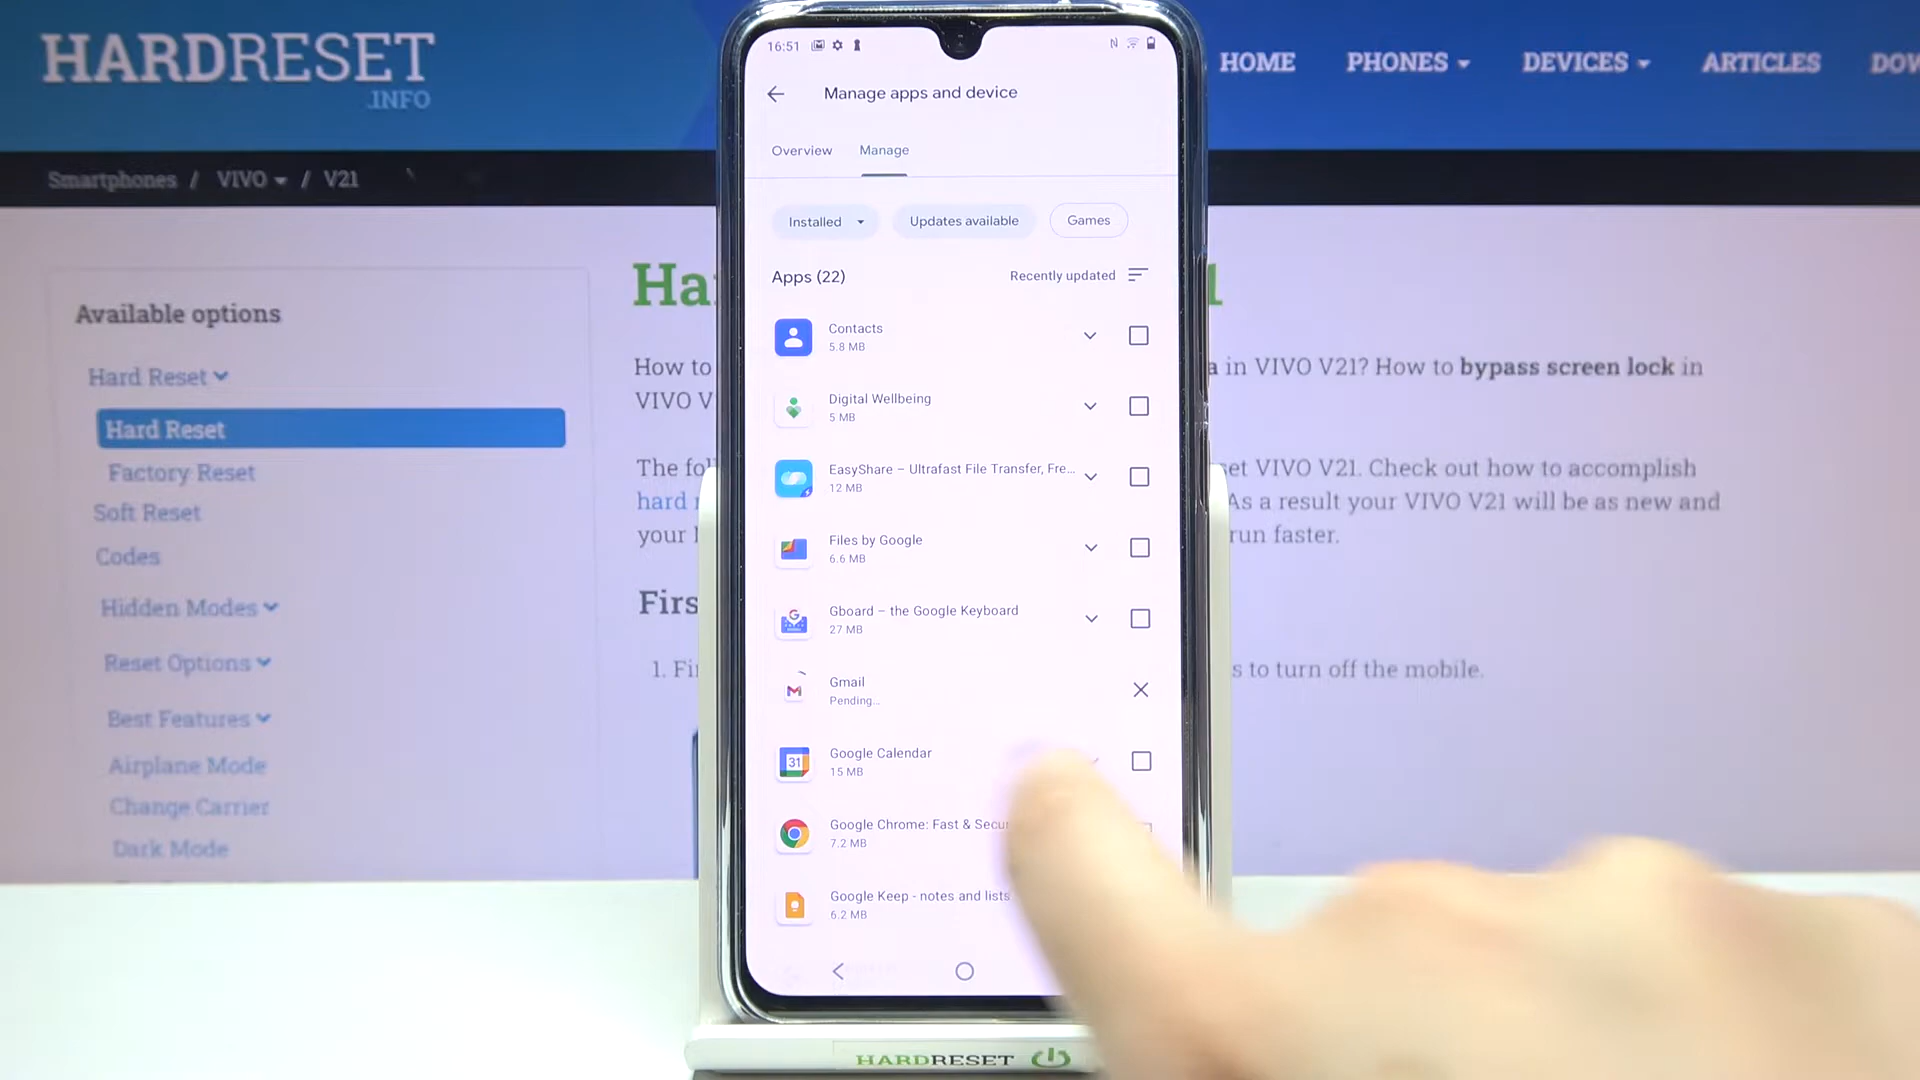 HARDRESET
.INFO
HOME
PHONES
DEVICES
ARTICLES
Smartphones / VIVO / V21
Available options
Hard Reset
Hard Reset
Factory Reset
Soft Reset
Codes
Hidden Modes
Reset Options
Best Features
Airplane Mode
Change Carrier
Dark Mode
How to
in VIVO V21? How to bypass screen lock in
VIVO
The
VIVO V21. Check out how to accomplish
hard
As a result your VIVO V21 will be as new and
your
run faster.
1.
s to turn off the mobile.
16:51
N
Manage apps and device
Overview
Manage
Installed
Updates available
Games
Apps (22)
Recently updated
Contacts
5.8 MB
Digital Wellbeing
5 MB
EasyShare – Ultrafast File Transfer, Fre...
12 MB
Files by Google
6.6 MB
Gboard – the Google Keyboard
27 MB
Gmail
Pending...
Google Calendar
31
15 MB
Google Chrome: Fast &
7.2 MB
Google Keep - notes and lists
6.2 MB
HARDRESET